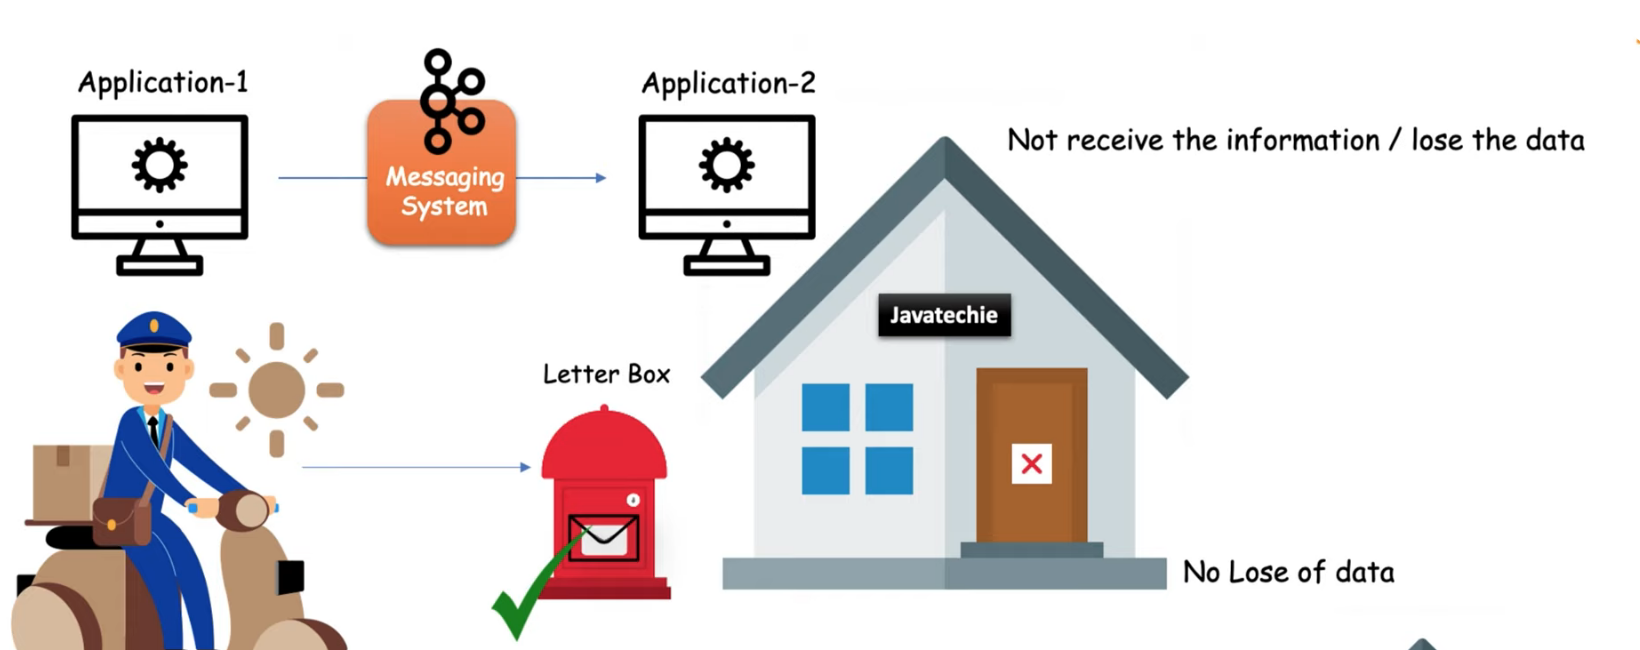 Application-1
Application-2
Not receive the information / lose the data
Messaging
System
Javatechie
Letter Box
No Lose of data